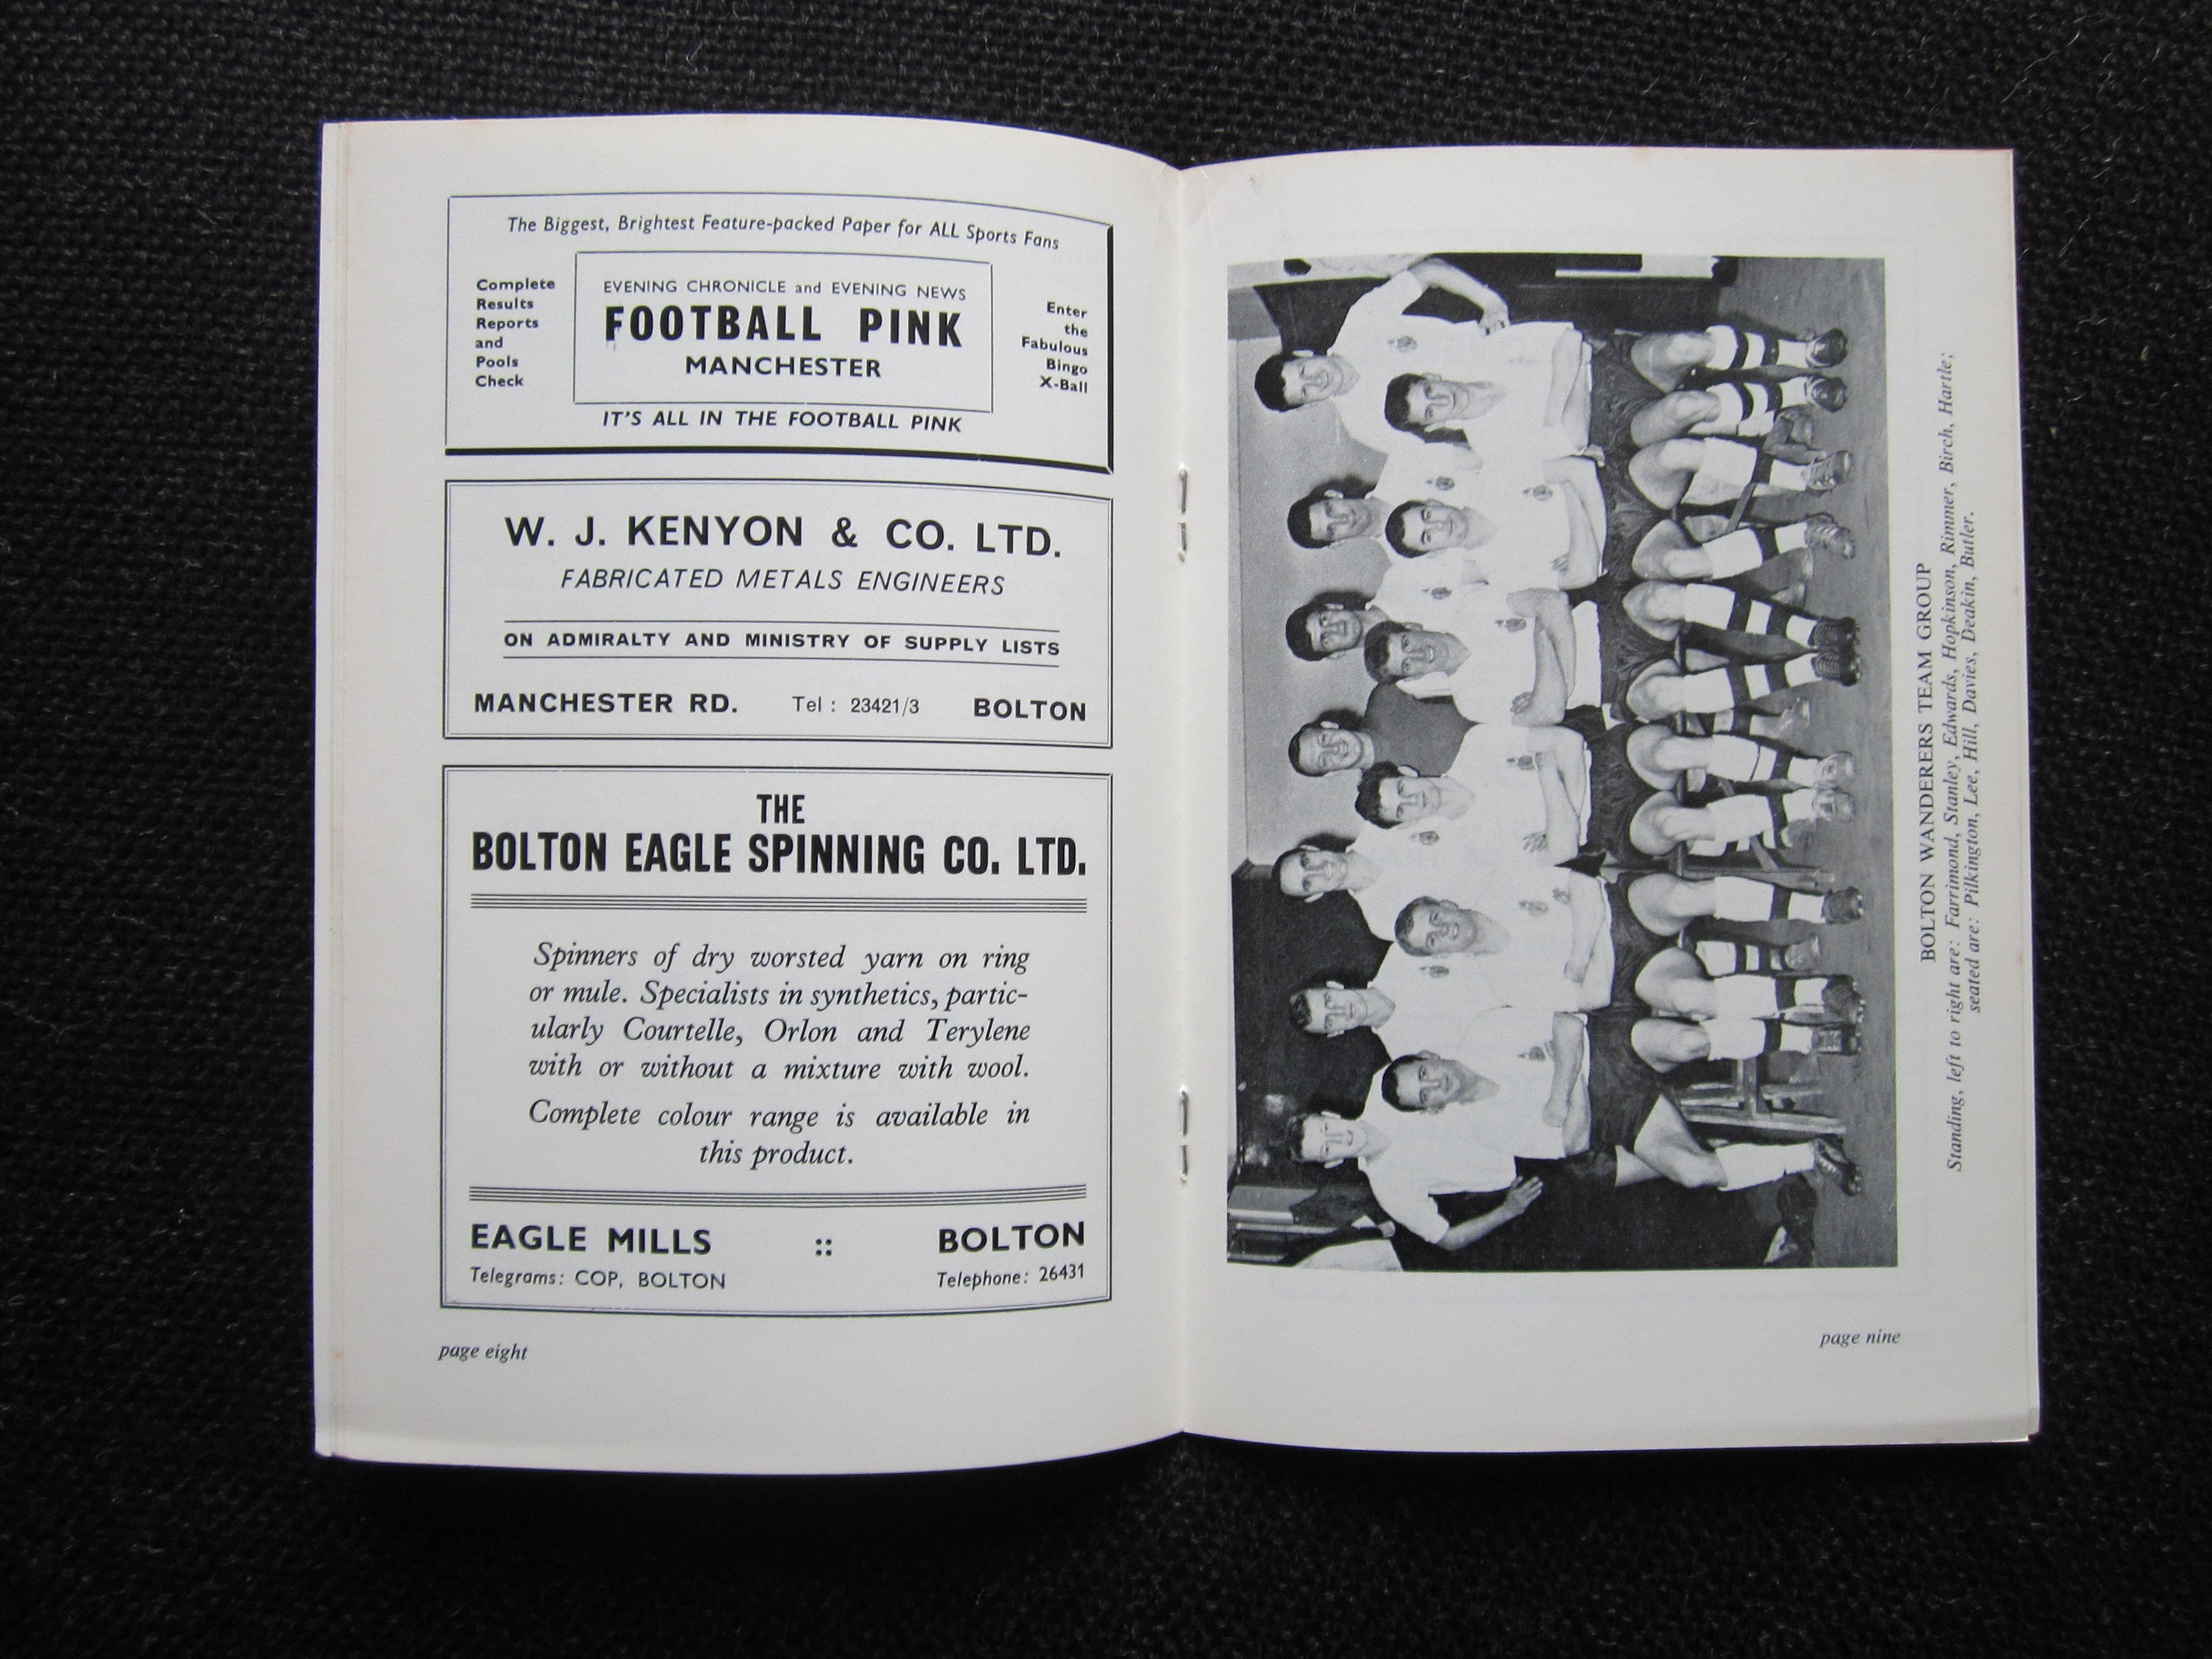 The Biggest, Brightest Feature-packed Paper for ALL Sports Fans
Complete
Results
Reports
and
Pools
Check
EVENING CHRONICLE and EVENING NEWS
FOOTBALL PINK
MANCHESTER
Enter
the
Fabulous
Bingo
X-Ball
IT'S ALL IN THE FOOTBALL PINK
W. J. KENYON & CO. LTD.
FABRICATED METALS ENGINEERS
ON ADMIRALTY AND MINISTRY OF SUPPLY LISTS
MANCHESTER RD. Tel : 23421/3 BOLTON
THE
BOLTON EAGLE SPINNING CO. LTD.
Spinners of dry worsted yarn on ring
or mule. Specialists in synthetics, partic-
ularly Courtelle, Orlon and Terylene
with or without a mixture with wool.
Complete colour range is available in
this product.
EAGLE MILLS :: BOLTON
Telegrams: COP, BOLTON Telephone: 26431
page eight
BOLTON WANDERERS TEAM GROUP
Standing, left to right are: Farrimond, Stanley, Edwards, Hopkinson, Rimmer, Birch, Hartle;
seated are: Pilkington, Lee, Hill, Davies, Deakin, Butler.
page nine